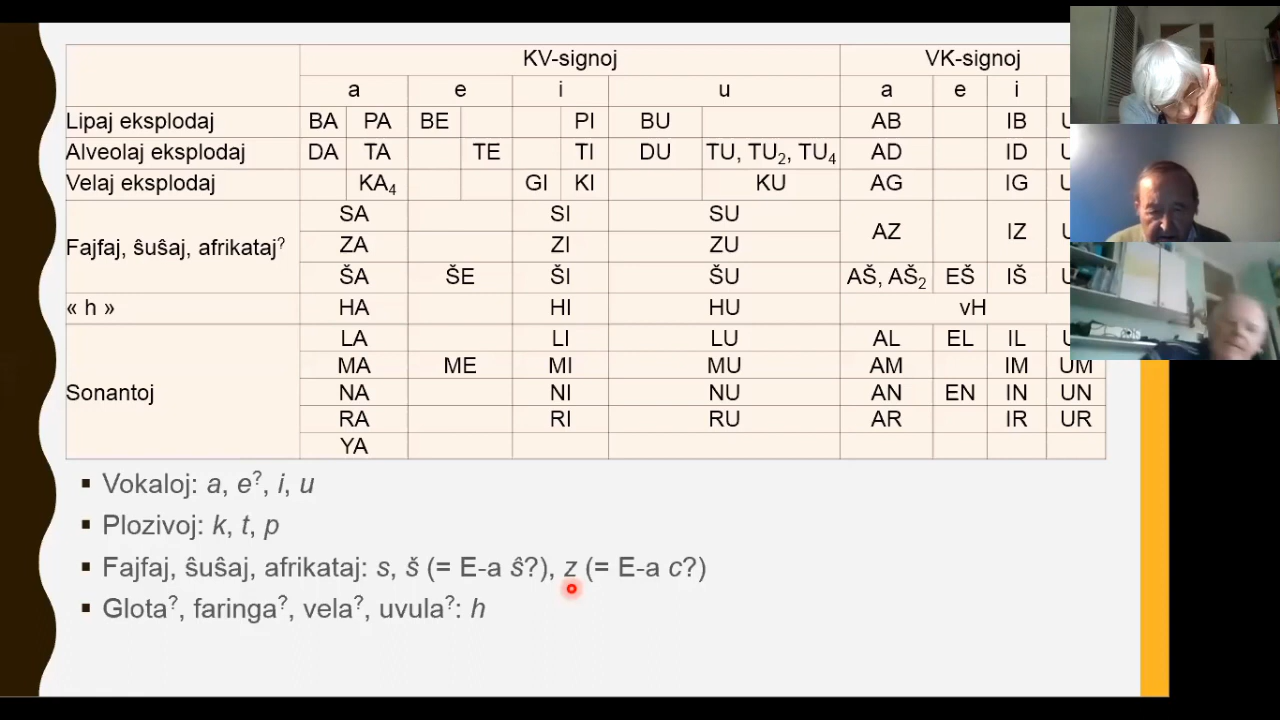 KV-signoj VK-signoj
a e i u a e i
Lipaj eksplodaj BA PA BE PI BU AB IB
Alveolaj eksplodaj DA TA TE TI DU TU, TU₂, TU₄ AD ID
Velaj eksplodaj KA₄ GI KI KU AG IG
Fajfaj, ŝuŝaj, afrikataj? SA SI SU AZ IZ
ZA ZI ZU
ŠA ŠE ŠI ŠU AŠ, AŠ₂ EŠ IŠ
« h » HA HI HU vH
Sonantoj LA LI LU AL EL IL
MA ME MI MU AM IM UM
NA NI NU AN EN IN UN
RA RI RU AR IR UR
YA
▪ Vokaloj: a, e?, i, u
▪ Plozivoj: k, t, p
▪ Fajfaj, ŝuŝaj, afrikataj: s, š (= E-a ŝ?), z (= E-a c?)
▪ Glota?, faringa?, vela?, uvula?: h